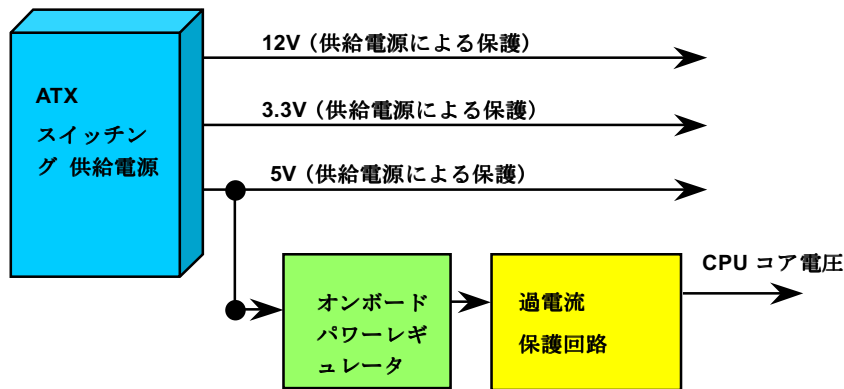 12V (供給電源による保護)
ATX
スイッチン
グ 供給電源
3.3V (供給電源による保護)
5V (供給電源による保護)
CPU コア電圧
オンボード
パワーレギ
ュレータ
過電流
保護回路